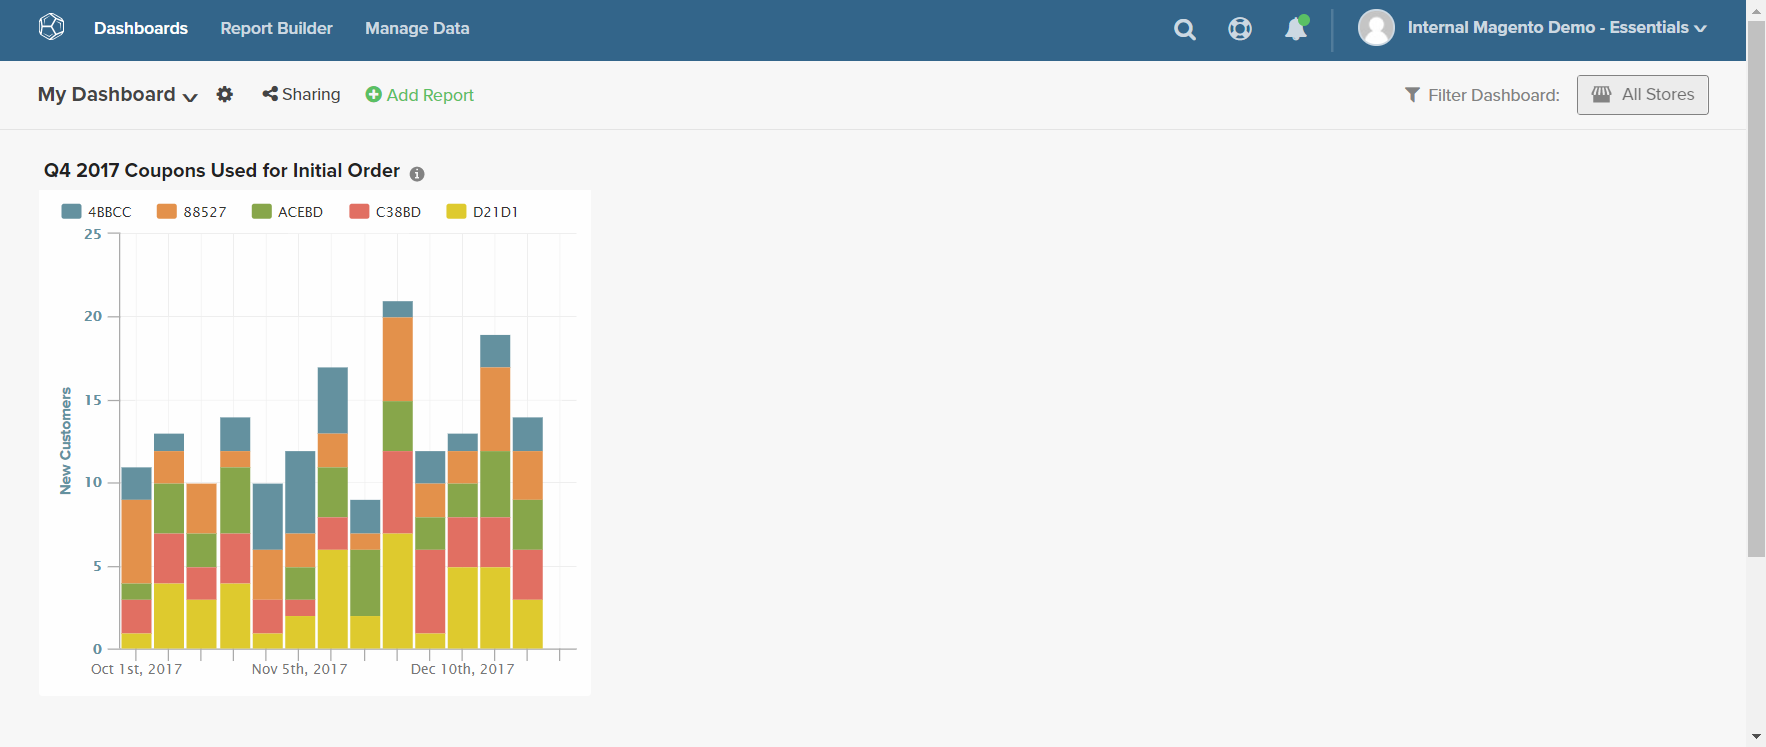 Dashboards Report Builder Manage Data Internal Magento Demo - Essentials
My Dashboard Sharing Add Report Filter Dashboard: All Stores
Q4 2017 Coupons Used for Initial Order
4BBCC 88527 ACEBD C38BD D21D1
25
20
15
10
5
0
New Customers
Oct 1st, 2017 Nov 5th, 2017 Dec 10th, 2017